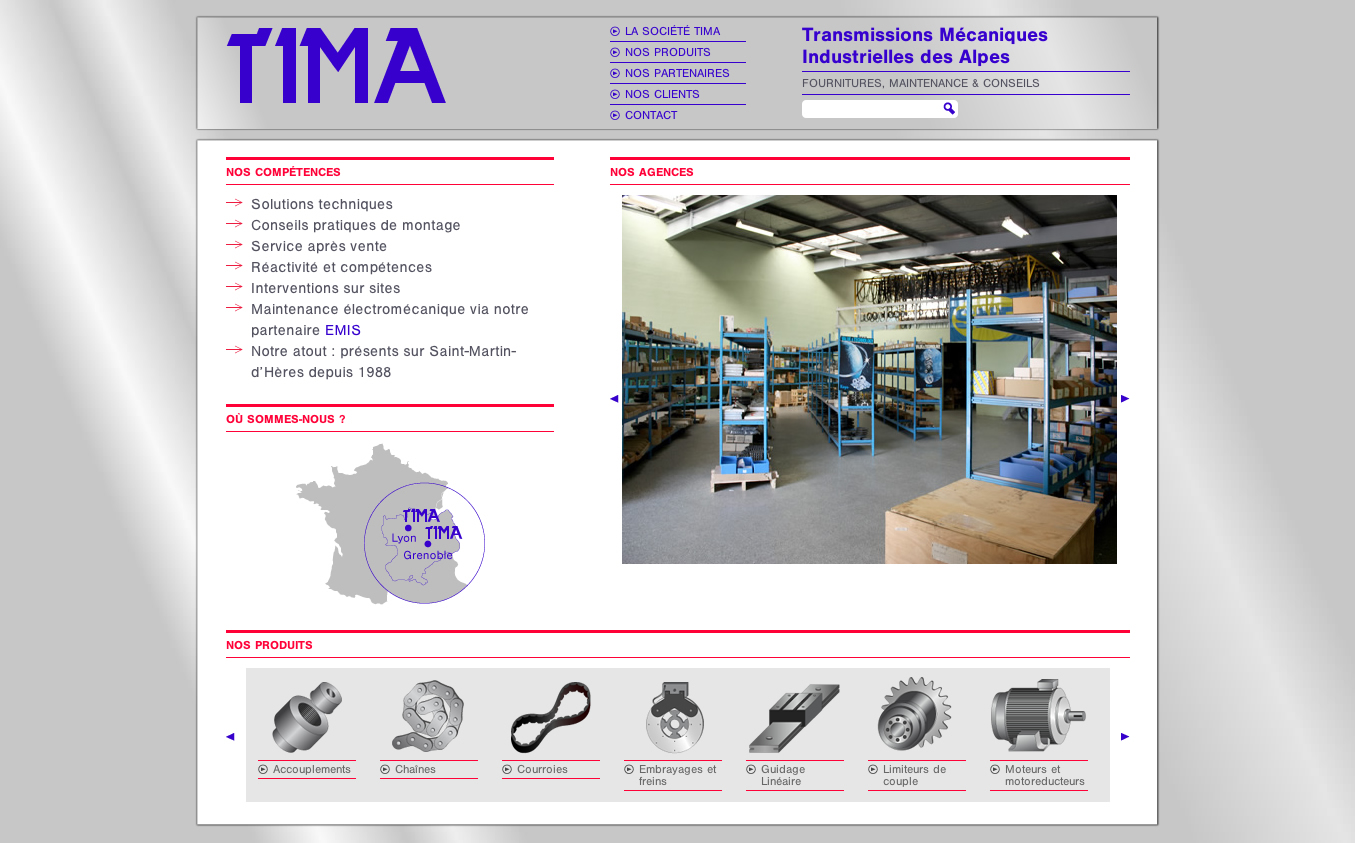 TIMA
LA SOCIÉTÉ TIMA
NOS PRODUITS
NOS PARTENAIRES
NOS CLIENTS
CONTACT
Transmissions Mécaniques
Industrielles des Alpes
FOURNITURES, MAINTENANCE & CONSEILS
NOS COMPÉTENCES
Solutions techniques
Conseils pratiques de montage
Service après vente
Réactivité et compétences
Interventions sur sites
Maintenance électromécanique via notre
partenaire EMIS
Notre atout : présents sur Saint-Martin-
d'Hères depuis 1988
OÙ SOMMES-NOUS ?
TIMA
Lyon
TIMA
Grenoble
NOS AGENCES
NOS PRODUITS
Accouplements
Chaînes
Courroies
Embrayages et
freins
Guidage
Linéaire
Limiteurs de
couple
Moteurs et
motoreducteurs